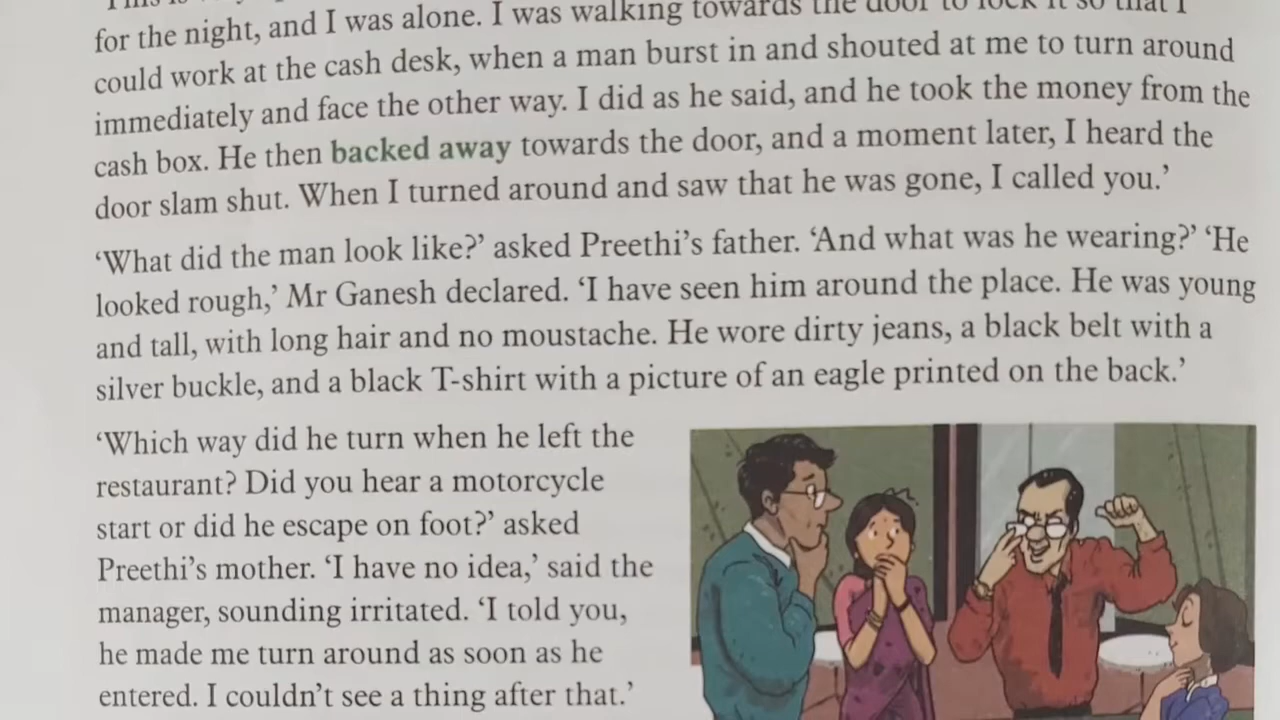 This is
for the night, and I was alone. I was walking towards the door to lock it so that I
could work at the cash desk, when a man burst in and shouted at me to turn around
immediately and face the other way. I did as he said, and he took the money from the
cash box. He then backed away towards the door, and a moment later, I heard the
door slam shut. When I turned around and saw that he was gone, I called you.’
‘What did the man look like?’ asked Preethi’s father. ‘And what was he wearing?’ ‘He
looked rough,’ Mr Ganesh declared. ‘I have seen him around the place. He was young
and tall, with long hair and no moustache. He wore dirty jeans, a black belt with a
silver buckle, and a black T-shirt with a picture of an eagle printed on the back.’
‘Which way did he turn when he left the
restaurant? Did you hear a motorcycle
start or did he escape on foot?’ asked
Preethi’s mother. ‘I have no idea,’ said the
manager, sounding irritated. ‘I told you,
he made me turn around as soon as he
entered. I couldn’t see a thing after that.’